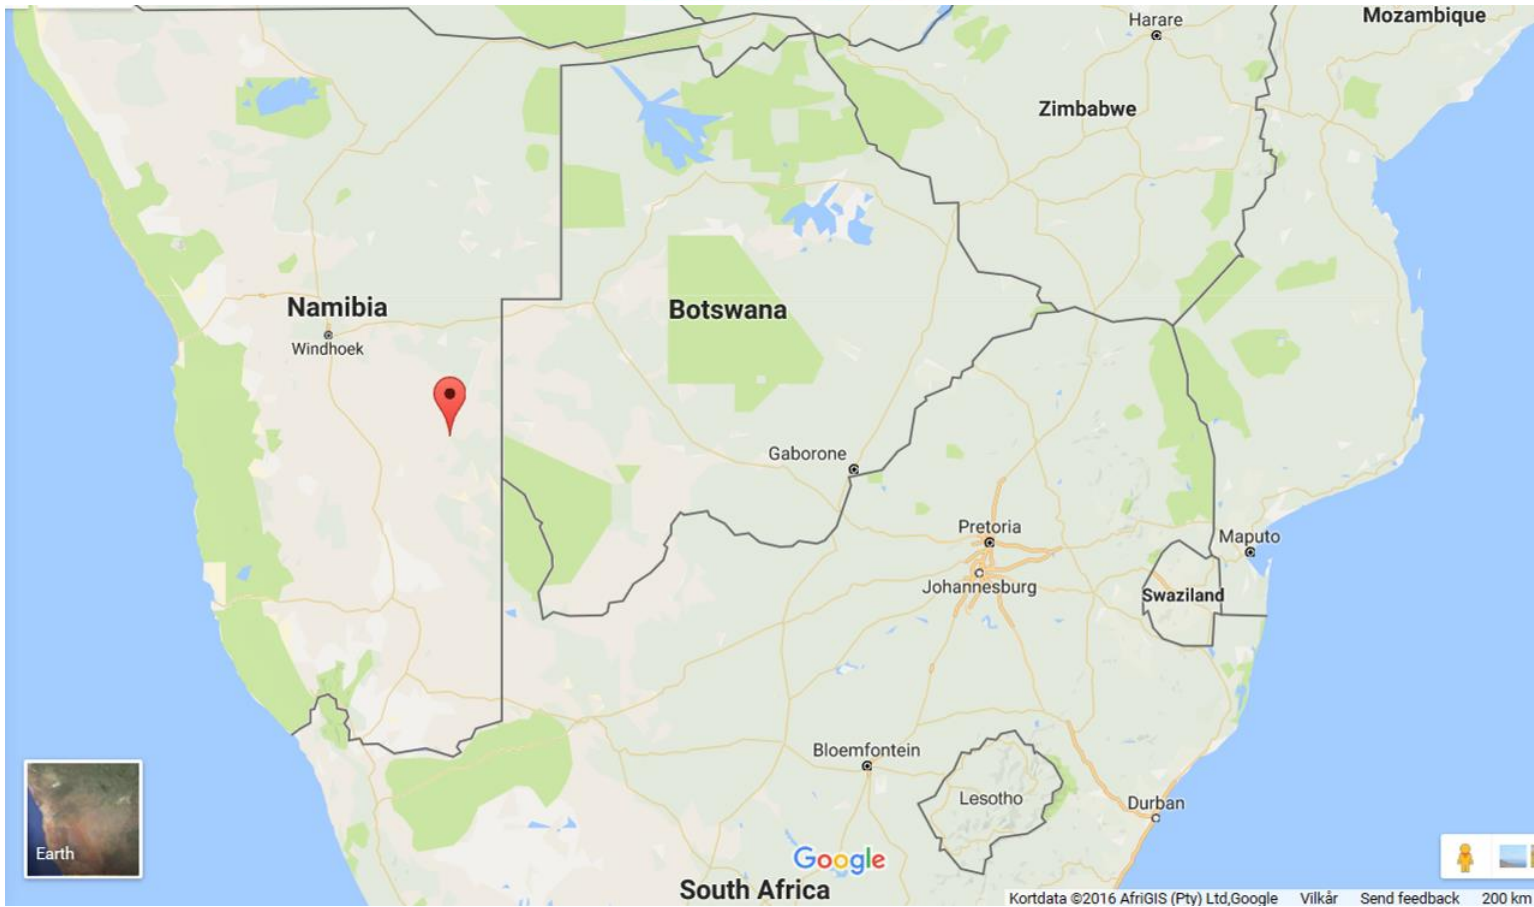 Harare
Mozambique
Zimbabwe
Namibia
Botswana
Windhoek
Gaborone
Pretoria
Maputo
Johannesburg
Swaziland
Bloemfontein
Lesotho
Durban
Earth
Google
South Africa
Kortdata ©2016 AfriGIS (Pty) Ltd,Google Vilkår Send feedback 200 km